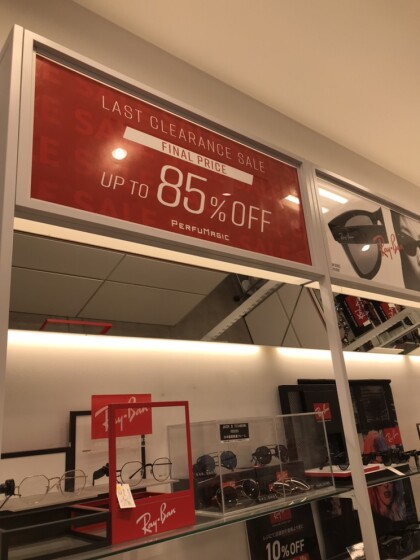 LAST CLEARANCE SALE
FINAL PRICE
UP TO 85% OFF
PERFUMAGIC
Ray-Ban
Ray-Ban
Ray-Ban
10% OFF